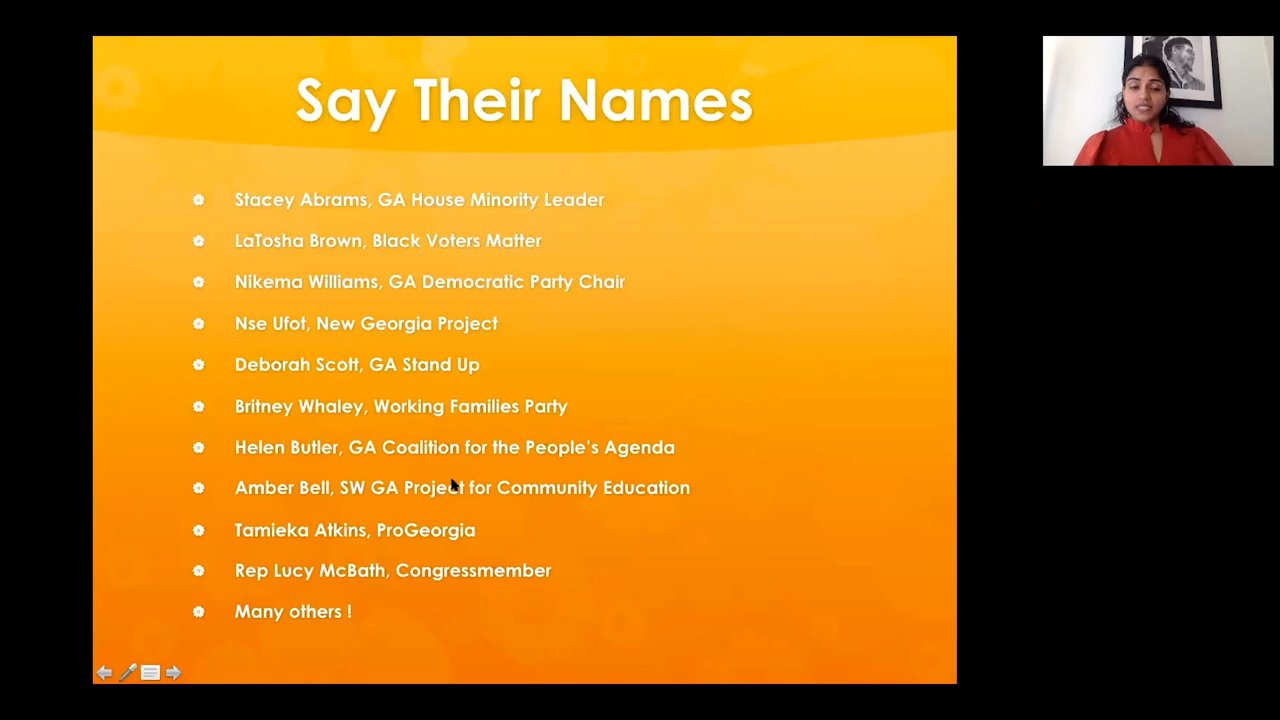 Say Their Names
Stacey Abrams, GA House Minority Leader
LaTosha Brown, Black Voters Matter
Nikema Williams, GA Democratic Party Chair
Nse Ufot, New Georgia Project
Deborah Scott, GA Stand Up
Britney Whaley, Working Families Party
Helen Butler, GA Coalition for the People's Agenda
Amber Bell, SW GA Project for Community Education
Tamieka Atkins, ProGeorgia
Rep Lucy McBath, Congressmember
Many others !